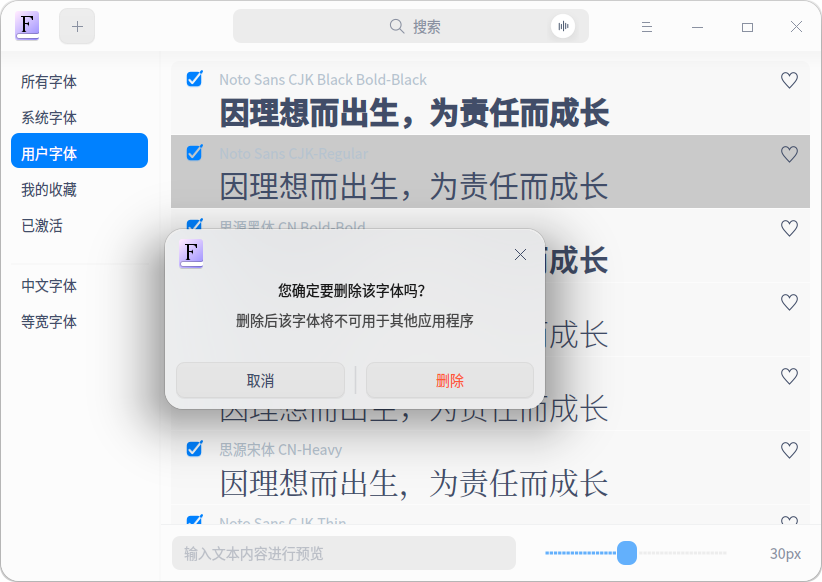 F
搜索
所有字体
系统字体
用户字体
我的收藏
已激活
中文字体
等宽字体
Noto Sans CJK Black Bold-Black
因理想而出生，为责任而成长
Noto Sans CJK-Regular
因理想而出生，为责任而成长
思源黑体 CN Bold-Bold
而成长
F
您确定要删除该字体吗？
删除后该字体将不可用于其他应用程序
取消
删除
而成长
因理想而出生，为责任而成长
思源宋体 CN-Heavy
因理想而出生，为责任而成长
Noto Sans CJK-Thin
输入文本内容进行预览
30px